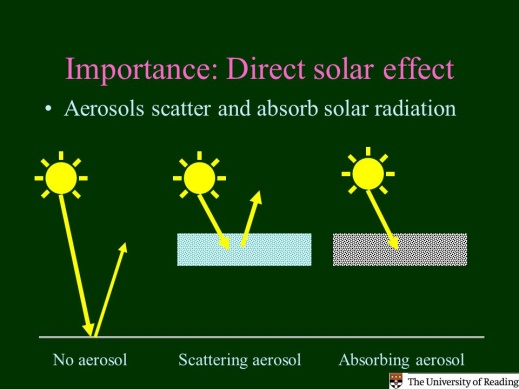 Importance: Direct solar effect
• Aerosols scatter and absorb solar radiation
No aerosol
Scattering aerosol
Absorbing aerosol
The University of Reading